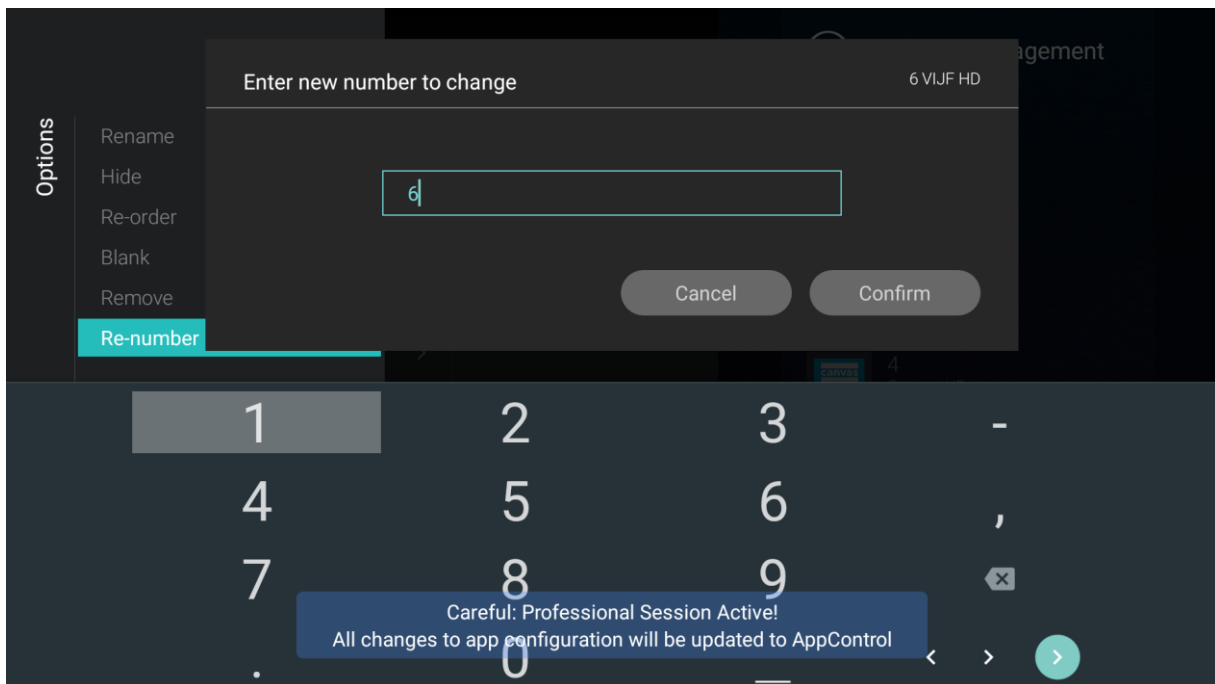 agement
Enter new number to change
6 VIJF HD
Options
Rename
Hide
Re-order
Blank
Remove
Re-number
6
Cancel
Confirm
canvas
4
1 2 3 -
4 5 6 ,
7 8 9
Careful: Professional Session Active!
All changes to app configuration will be updated to AppControl
. 0 _
< > >